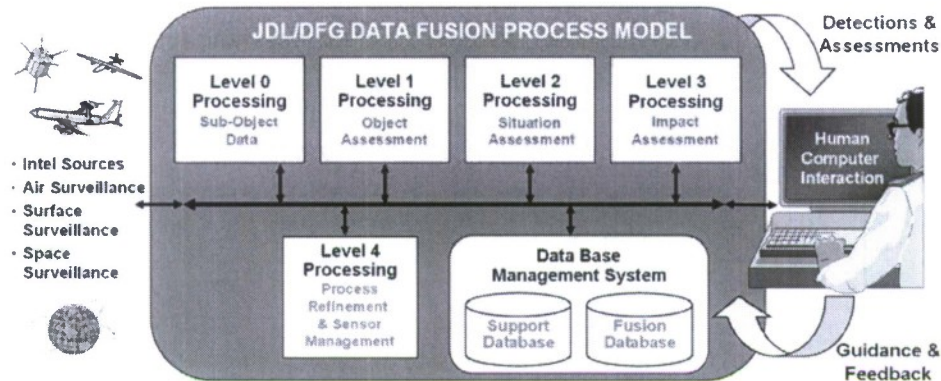 JDL/DFG DATA FUSION PROCESS MODEL
Detections &
Assessments
Level 0
Processing
Sub-Object
Data
Level 1
Processing
Object
Assessment
Level 2
Processing
Situation
Assessment
Level 3
Processing
Impact
Assessment
Human
Computer
Interaction
· Intel Sources
· Air Surveillance
· Surface
Surveillance
· Space
Surveillance
Level 4
Processing
Process
Refinement
& Sensor
Management
Data Base
Management System
Support
Database
Fusion
Database
Guidance &
Feedback